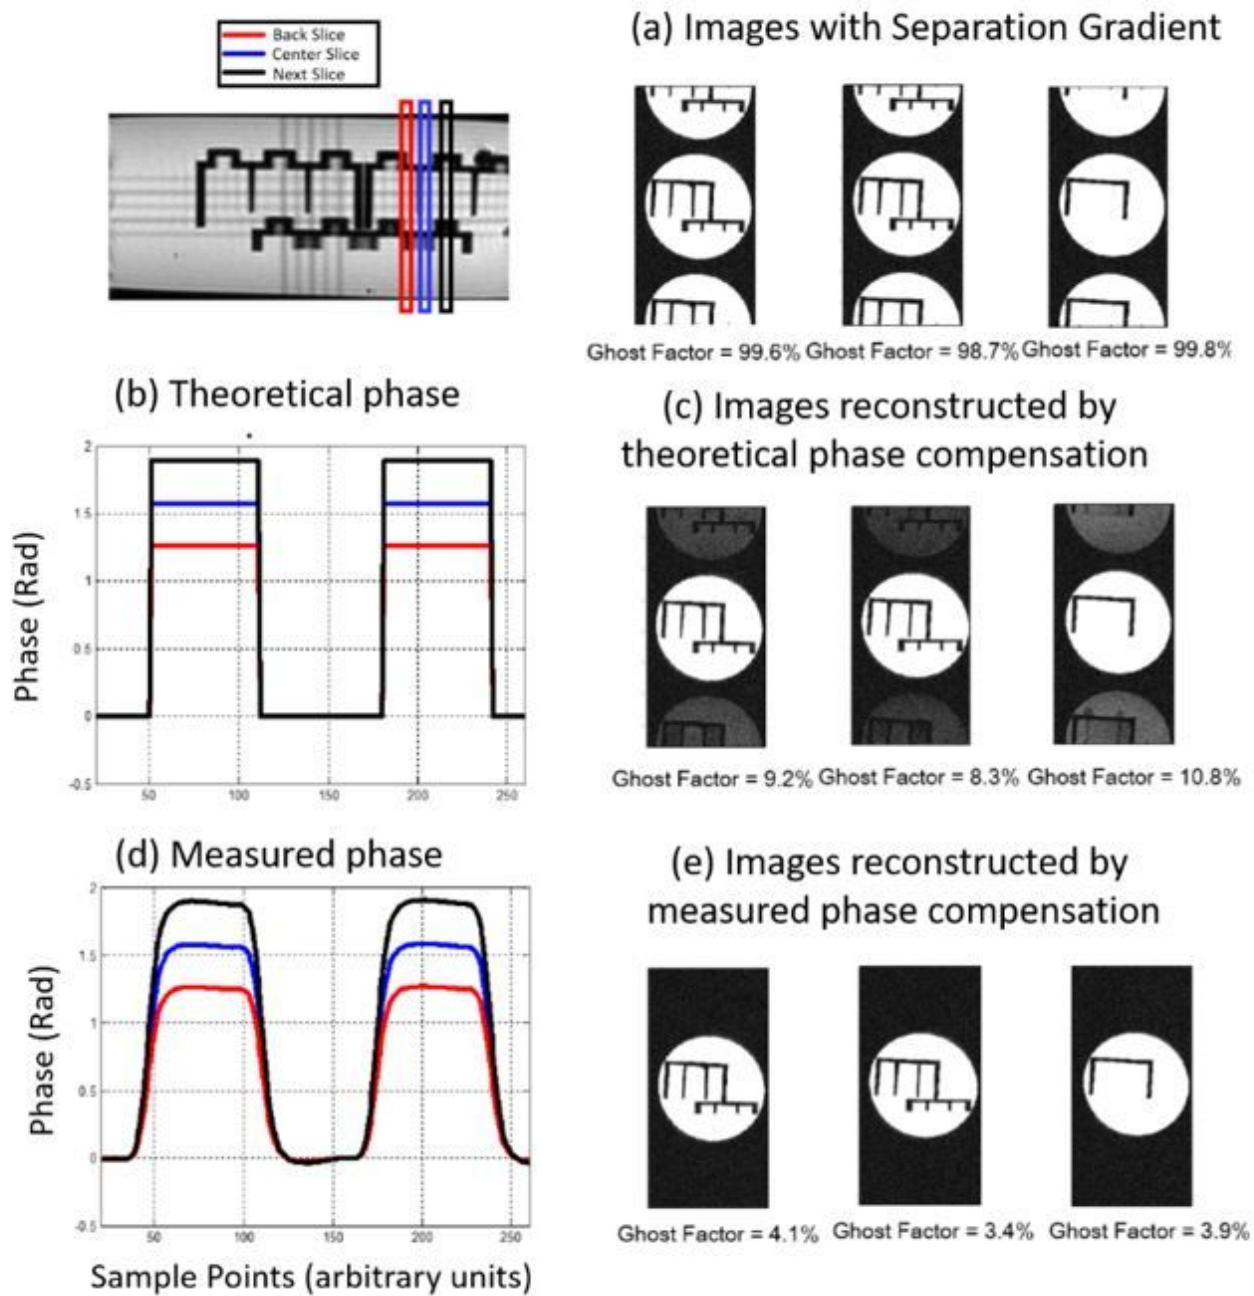 Back Slice
Center Slice
Next Slice
(a) Images with Separation Gradient
Ghost Factor = 99.6% Ghost Factor = 98.7% Ghost Factor = 99.8%
(b) Theoretical phase
Phase (Rad)
2
1.5
1
0.5
0
-0.5
50 100 150 200 250
(c) Images reconstructed by
theoretical phase compensation
Ghost Factor = 9.2% Ghost Factor = 8.3% Ghost Factor = 10.8%
(d) Measured phase
Phase (Rad)
2
1.5
1
0.5
0
-0.5
50 100 150 200 250
Sample Points (arbitrary units)
(e) Images reconstructed by
measured phase compensation
Ghost Factor = 4.1% Ghost Factor = 3.4% Ghost Factor = 3.9%